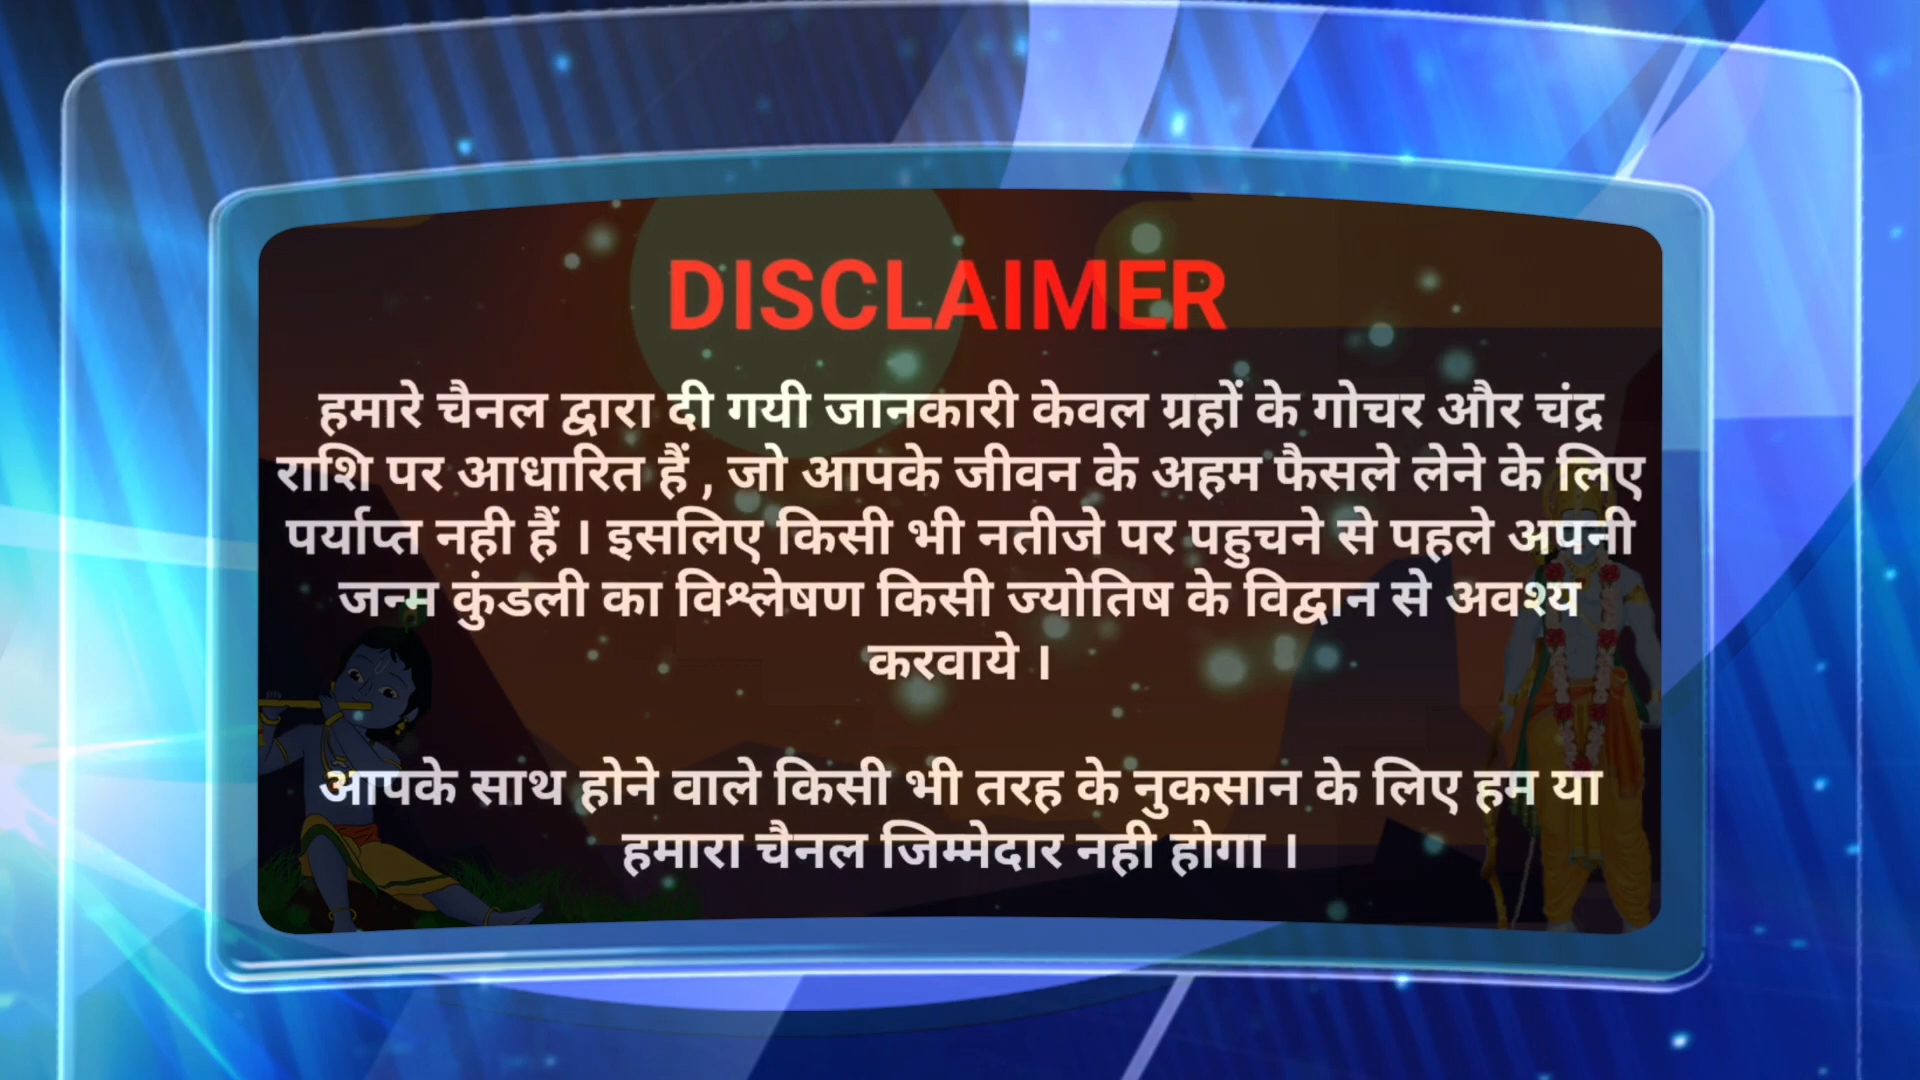 DISCLAIMER
हमारे चैनल द्वारा दी गयी जानकारी केवल ग्रहों के गोचर और चंद्र
राशि पर आधारित हैं , जो आपके जीवन के अहम फैसले लेने के लिए
पर्याप्त नही हैं । इसलिए किसी भी नतीजे पर पहुचने से पहले अपनी
जन्म कुंडली का विश्लेषण किसी ज्योतिष के विद्वान से अवश्य
करवाये ।
आपके साथ होने वाले किसी भी तरह के नुकसान के लिए हम या
हमारा चैनल जिम्मेदार नही होगा ।